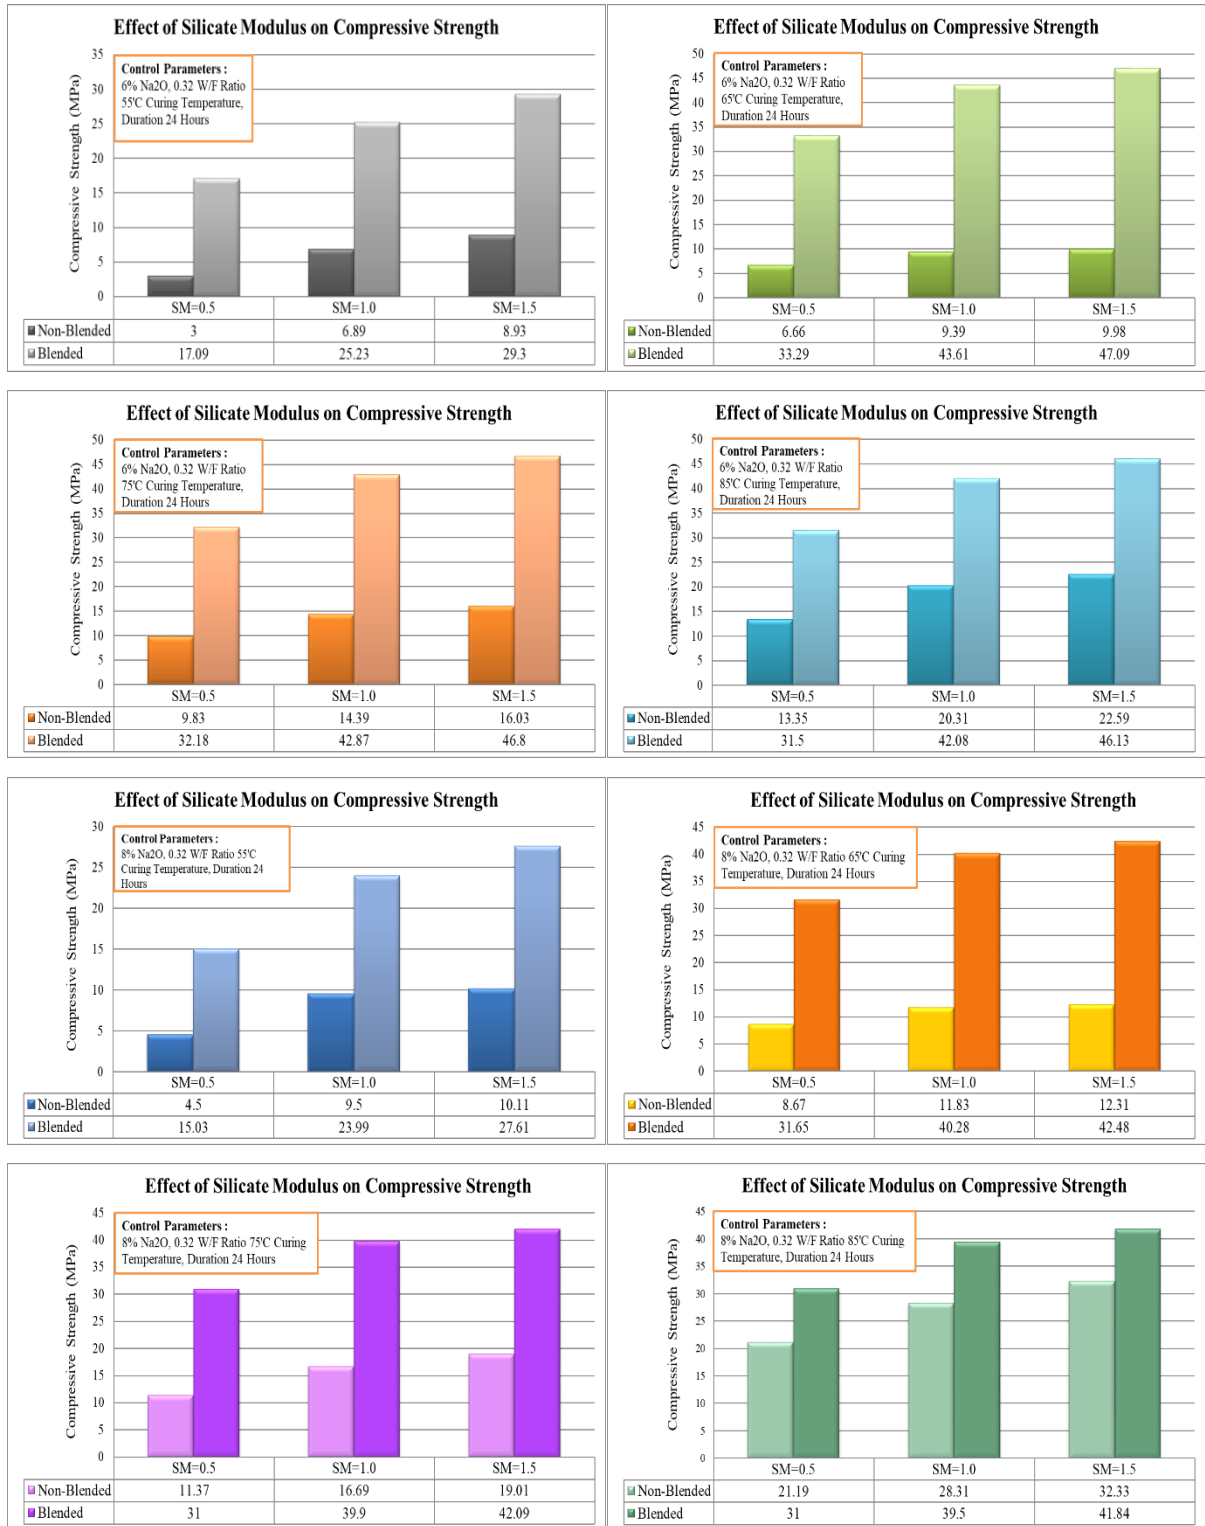 Effect of Silicate Modulus on Compressive Strength
Compressive Strength (MPa)
35
30
25
20
15
10
5
0
Control Parameters :
6% Na2O, 0.32 W/F Ratio
55'C Curing Temperature,
Duration 24 Hours
SM=0.5 SM=1.0 SM=1.5
Non-Blended 3 6.89 8.93
Blended 17.09 25.23 29.3
Effect of Silicate Modulus on Compressive Strength
Compressive Strength (MPa)
50
45
40
35
30
25
20
15
10
5
0
Control Parameters :
6% Na2O, 0.32 W/F Ratio
65'C Curing Temperature,
Duration 24 Hours
SM=0.5 SM=1.0 SM=1.5
Non-Blended 6.66 9.39 9.98
Blended 33.29 43.61 47.09
Effect of Silicate Modulus on Compressive Strength
Compressive Strength (MPa)
50
45
40
35
30
25
20
15
10
5
0
Control Parameters :
6% Na2O, 0.32 W/F Ratio
75'C Curing Temperature,
Duration 24 Hours
SM=0.5 SM=1.0 SM=1.5
Non-Blended 9.83 14.39 16.03
Blended 32.18 42.87 46.8
Effect of Silicate Modulus on Compressive Strength
Compressive Strength (MPa)
50
45
40
35
30
25
20
15
10
5
0
Control Parameters :
6% Na2O, 0.32 W/F Ratio
85'C Curing Temperature,
Duration 24 Hours
SM=0.5 SM=1.0 SM=1.5
Non-Blended 13.35 20.31 22.59
Blended 31.5 42.08 46.13
Effect of Silicate Modulus on Compressive Strength
Compressive Strength (MPa)
30
25
20
15
10
5
0
Control Parameters :
8% Na2O, 0.32 W/F Ratio 55'C
Curing Temperature, Duration 24
Hours
SM=0.5 SM=1.0 SM=1.5
Non-Blended 4.5 9.5 10.11
Blended 15.03 23.99 27.61
Effect of Silicate Modulus on Compressive Strength
Compressive Strength (MPa)
45
40
35
30
25
20
15
10
5
0
Control Parameters :
8% Na2O, 0.32 W/F Ratio 65'C Curing
Temperature, Duration 24 Hours
SM=0.5 SM=1.0 SM=1.5
Non-Blended 8.67 11.83 12.31
Blended 31.65 40.28 42.48
Effect of Silicate Modulus on Compressive Strength
Compressive Strength (MPa)
45
40
35
30
25
20
15
10
5
0
Control Parameters :
8% Na2O, 0.32 W/F Ratio 75'C Curing
Temperature, Duration 24 Hours
SM=0.5 SM=1.0 SM=1.5
Non-Blended 11.37 16.69 19.01
Blended 31 39.9 42.09
Effect of Silicate Modulus on Compressive Strength
Compressive Strength (MPa)
45
40
35
30
25
20
15
10
5
0
Control Parameters :
8% Na2O, 0.32 W/F Ratio 85'C Curing
Temperature, Duration 24 Hours
SM=0.5 SM=1.0 SM=1.5
Non-Blended 21.19 28.31 32.33
Blended 31 39.5 41.84